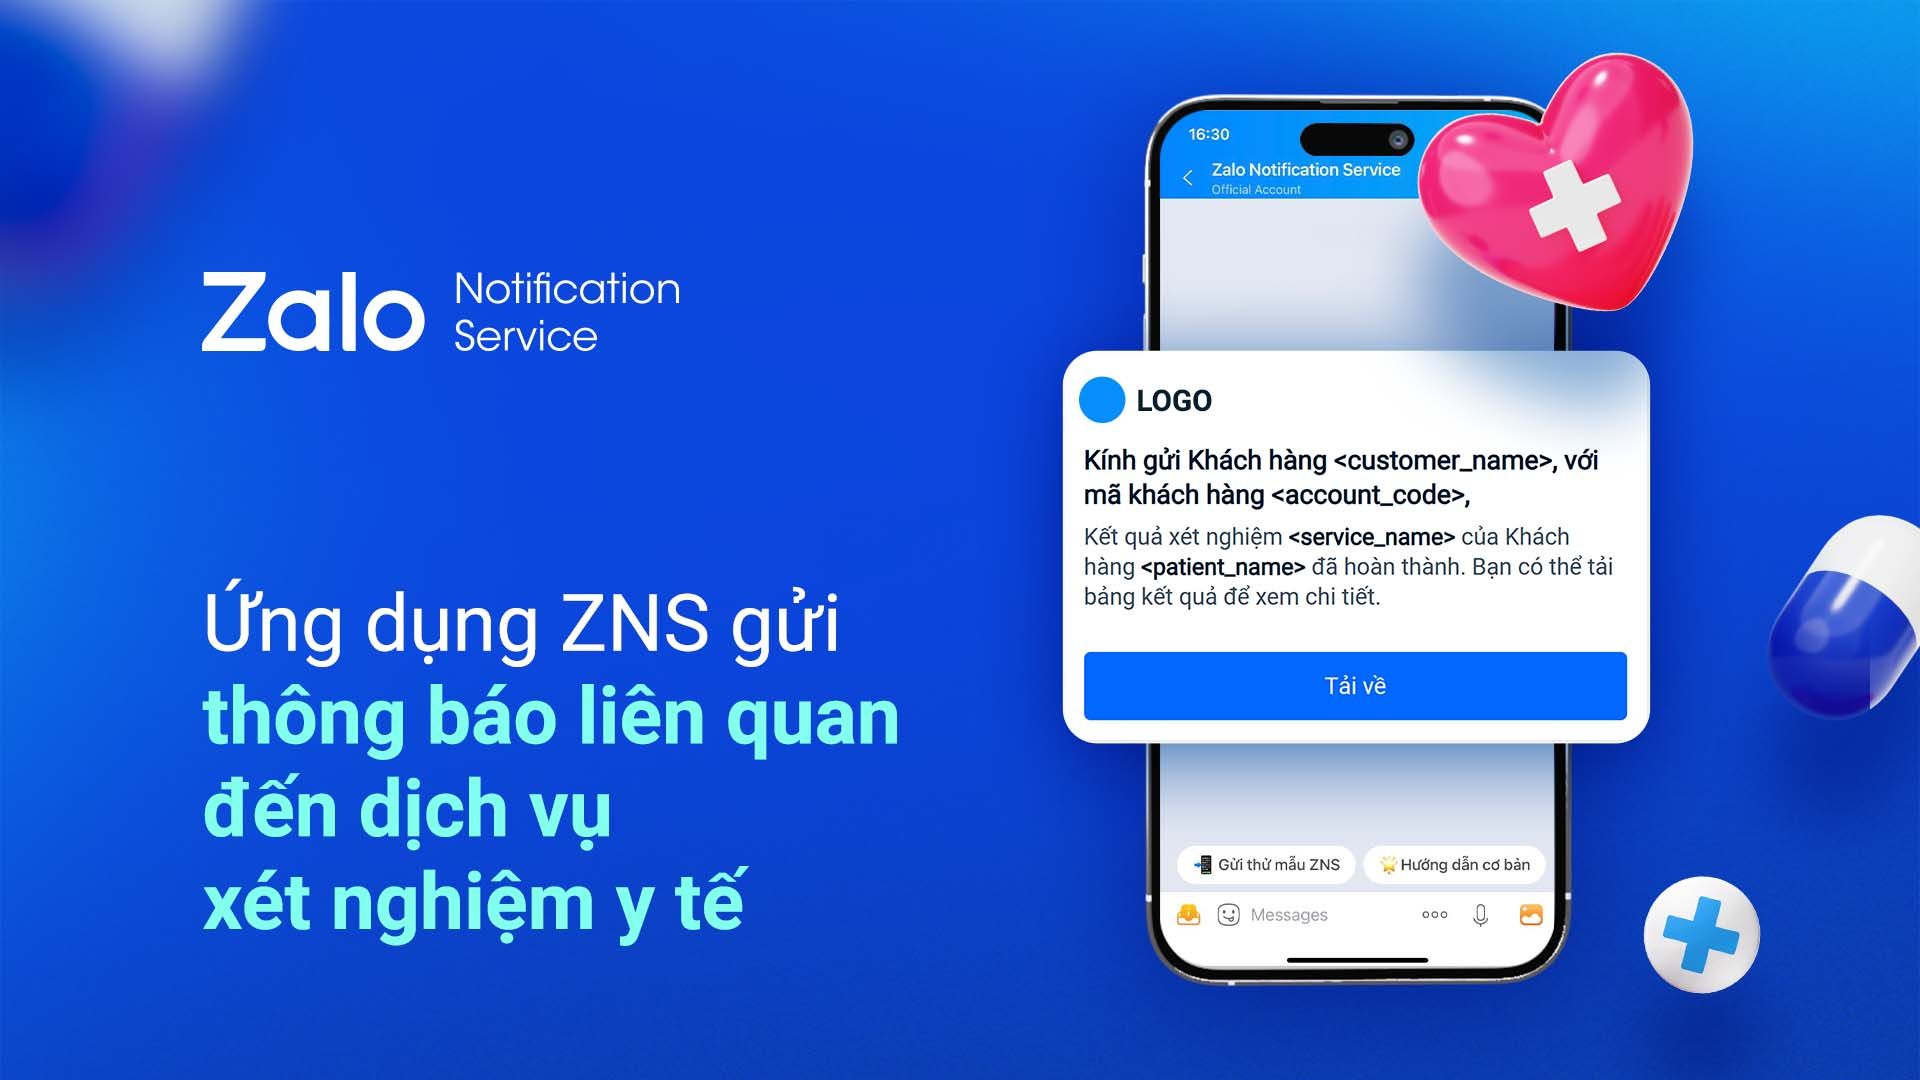 Zalo Notification
Service
Ứng dụng ZNS gửi
thông báo liên quan
đến dịch vụ
xét nghiệm y tế
16:30
Zalo Notification Service
Official Account
LOGO
Kính gửi Khách hàng <customer_name>, với
mã khách hàng <account_code>,
Kết quả xét nghiệm <service_name> của Khách
hàng <patient_name> đã hoàn thành. Bạn có thể tải
bảng kết quả để xem chi tiết.
Tải về
Gửi thử mẫu ZNS
Hướng dẫn cơ bản
Messages